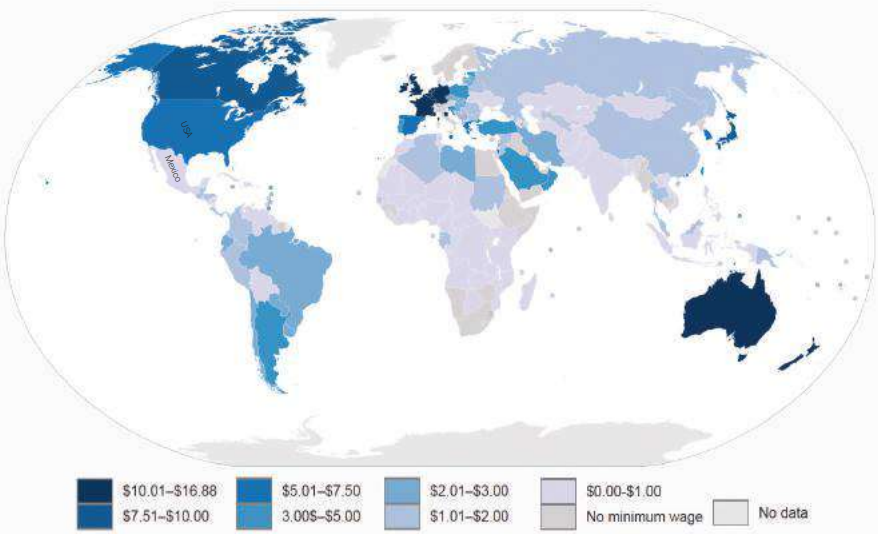 USA
Mexico
$10.01–$16.88
$5.01–$7.50
$2.01–$3.00
$0.00-$1.00
$7.51–$10.00
3.00$–$5.00
$1.01–$2.00
No minimum wage
No data